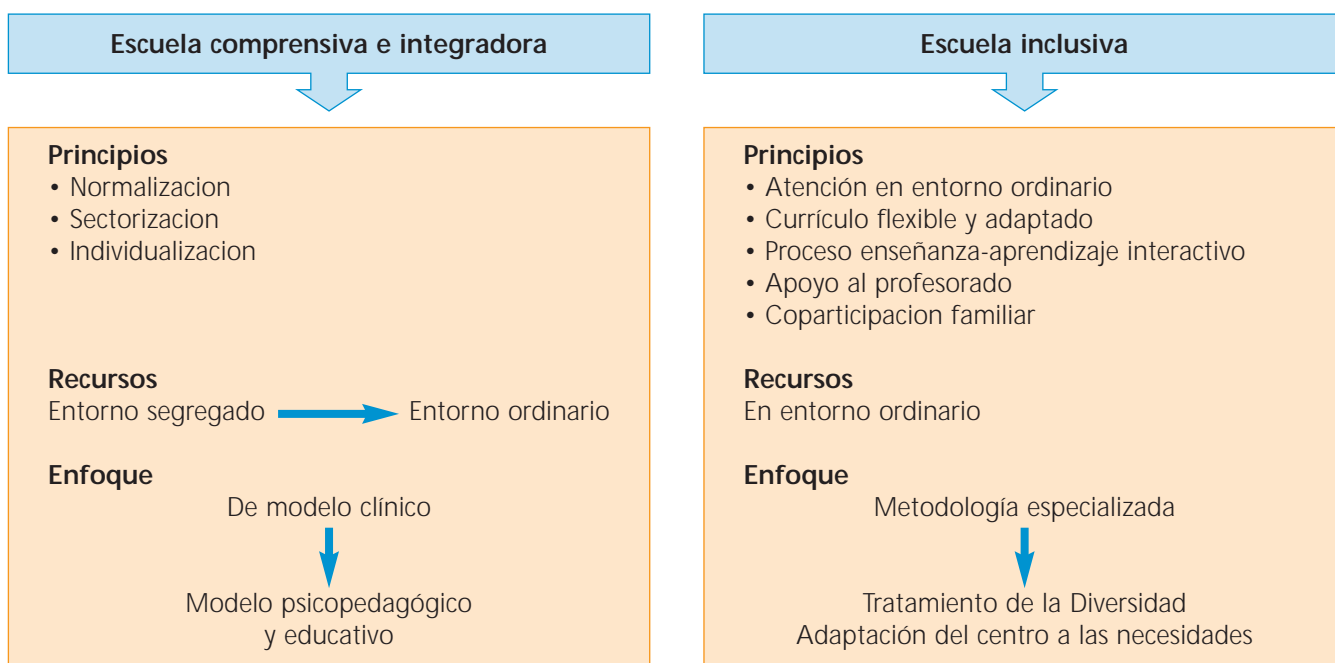 Escuela comprensiva e integradora
Principios
• Normalizacion
• Sectorizacion
• Individualizacion
Recursos
Entorno segregado Entorno ordinario
Enfoque
De modelo clínico
Modelo psicopedagógico
y educativo
Escuela inclusiva
Principios
• Atención en entorno ordinario
• Currículo flexible y adaptado
• Proceso enseñanza-aprendizaje interactivo
• Apoyo al profesorado
• Coparticipacion familiar
Recursos
En entorno ordinario
Enfoque
Metodología especializada
Tratamiento de la Diversidad
Adaptación del centro a las necesidades